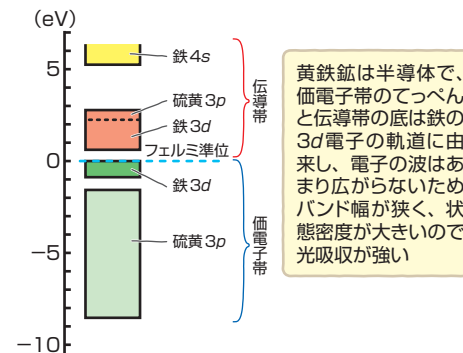 (eV)
5
0
−5
−10
鉄4s
硫黄3p
鉄3d
フェルミ準位
鉄3d
硫黄3p
伝導帯
価電子帯
黄鉄鉱は半導体で、
価電子帯のてっぺん
と伝導帯の底は鉄の
3d電子の軌道に由
来し、電子の波はあ
まり広がらないため
バンド幅が狭く、状
態密度が大きいので
光吸収が強い